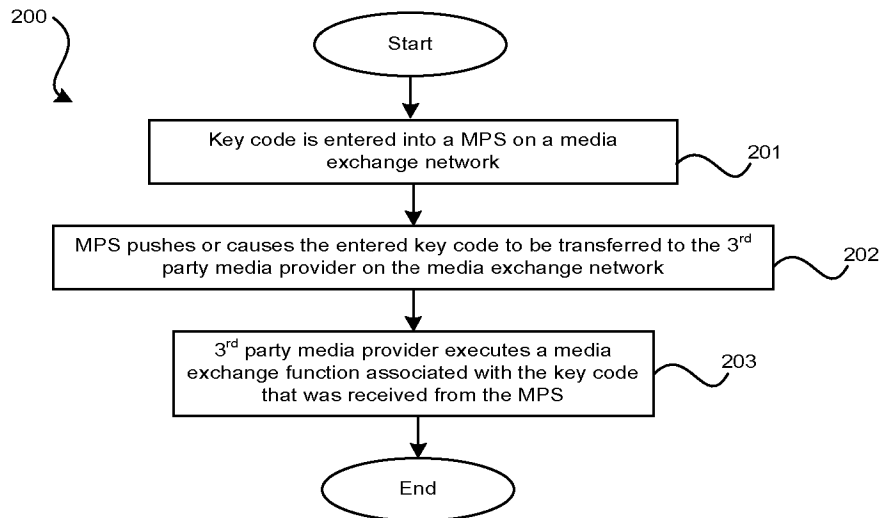 200
Start
Key code is entered into a MPS on a media
exchange network
201
MPS pushes or causes the entered key code to be transferred to the 3rd
party media provider on the media exchange network
202
3rd party media provider executes a media
exchange function associated with the key code
that was received from the MPS
203
End